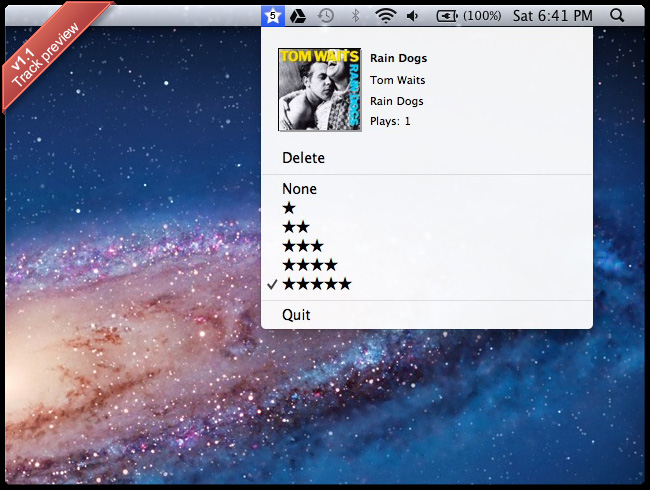 v1.1
Track preview
5
(100%)
Sat 6:41 PM
TOM WAITS
RAIN DOGS
Rain Dogs
Tom Waits
Rain Dogs
Plays: 1
Delete
None
★
★★
★★★
★★★★
✓ ★★★★★
Quit